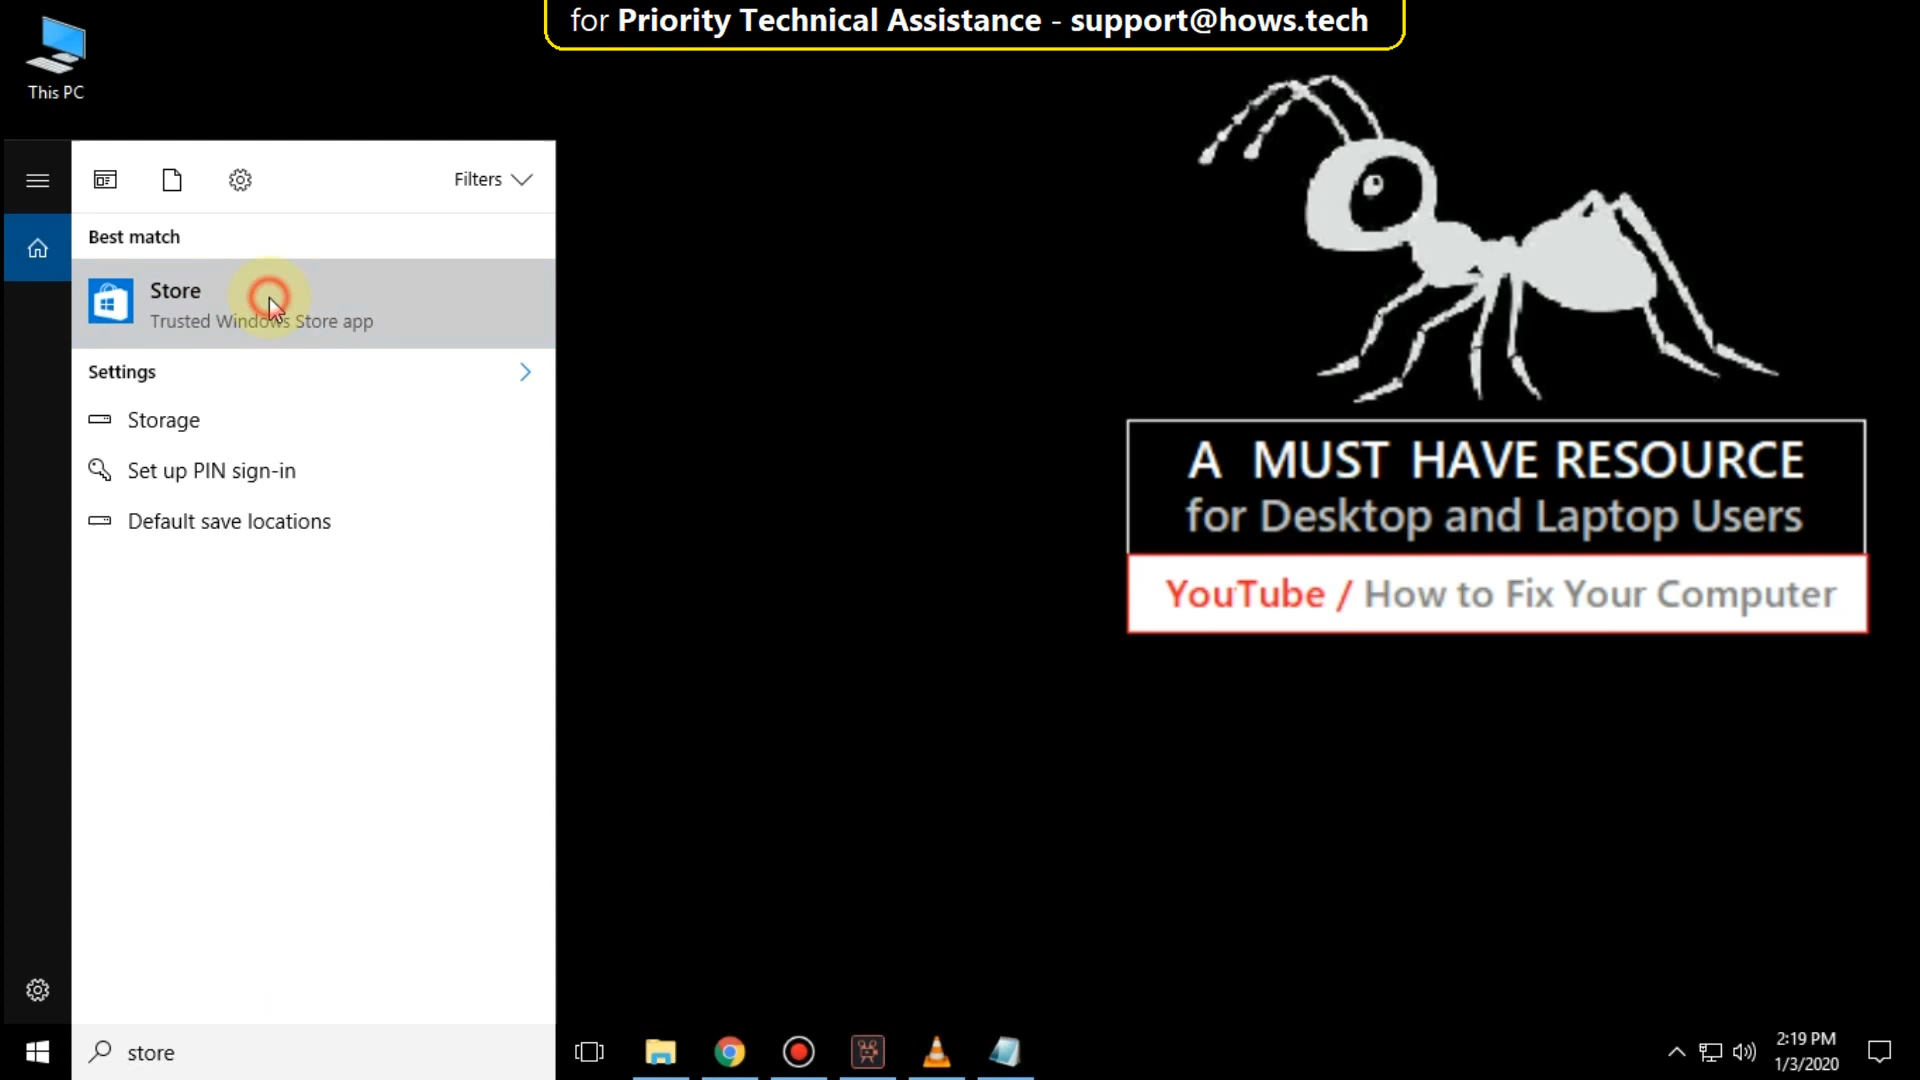 for Priority Technical Assistance - support@hows.tech
This PC
Filters
Best match
Store
Trusted Windows Store app
Settings
Storage
Set up PIN sign-in
Default save locations
A MUST HAVE RESOURCE
for Desktop and Laptop Users
YouTube / How to Fix Your Computer
store
2:19 PM
1/3/2020